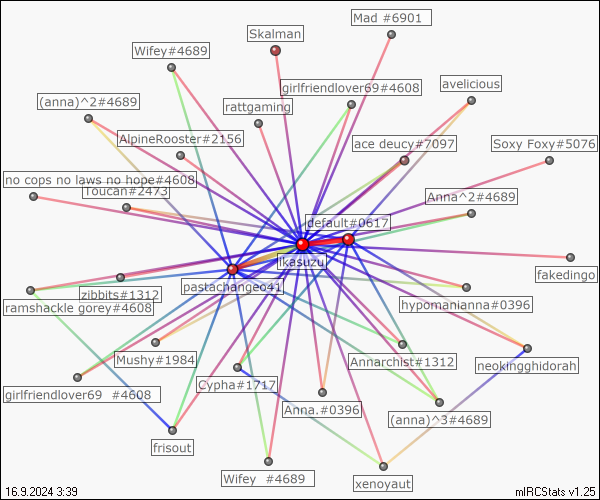 Mad #6901
Skalman
Wifey#4689
girlfriendlover69#4608
avelicious
(anna)^2#4689
rattgaming
AlpineRooster#2156
ace deucy#7097
Soxy Foxy#5076
no cops no laws no hope#4608
Toucan#2473
Anna^2#4689
default#0617
ikasuzu
fakedingo
pastachangeo41
zibbits#1312
hypomanianna#0396
ramshackle gorey#4608
Mushy#1984
Annarchist#1312
neokingghidorah
Cypha#1717
girlfriendlover69  #4608
Anna.#0396
(anna)^3#4689
frisout
Wifey  #4689
xenoyaut
16.9.2024 3:39
mIRCStats v1.25